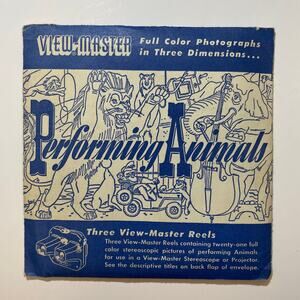 VIEW-MASTER
Full Color Photographs
in Three Dimensions...
Performing Animals
Three View-Master Reels
Three View-Master Reels containing twenty-one full
color stereoscopic pictures of performing Animals
for use in a View-Master Stereoscope or Projector.
See the descriptive titles on back flap of envelope.